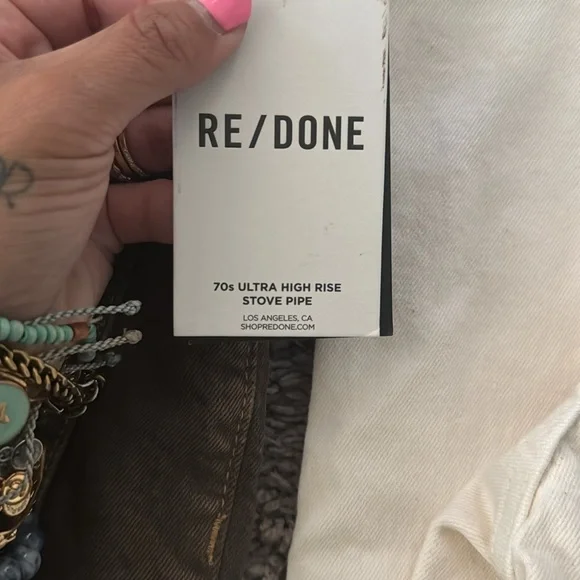 RE/DONE
70s ULTRA HIGH RISE
STOVE PIPE
LOS ANGELES, CA
SHOPREDONE.COM